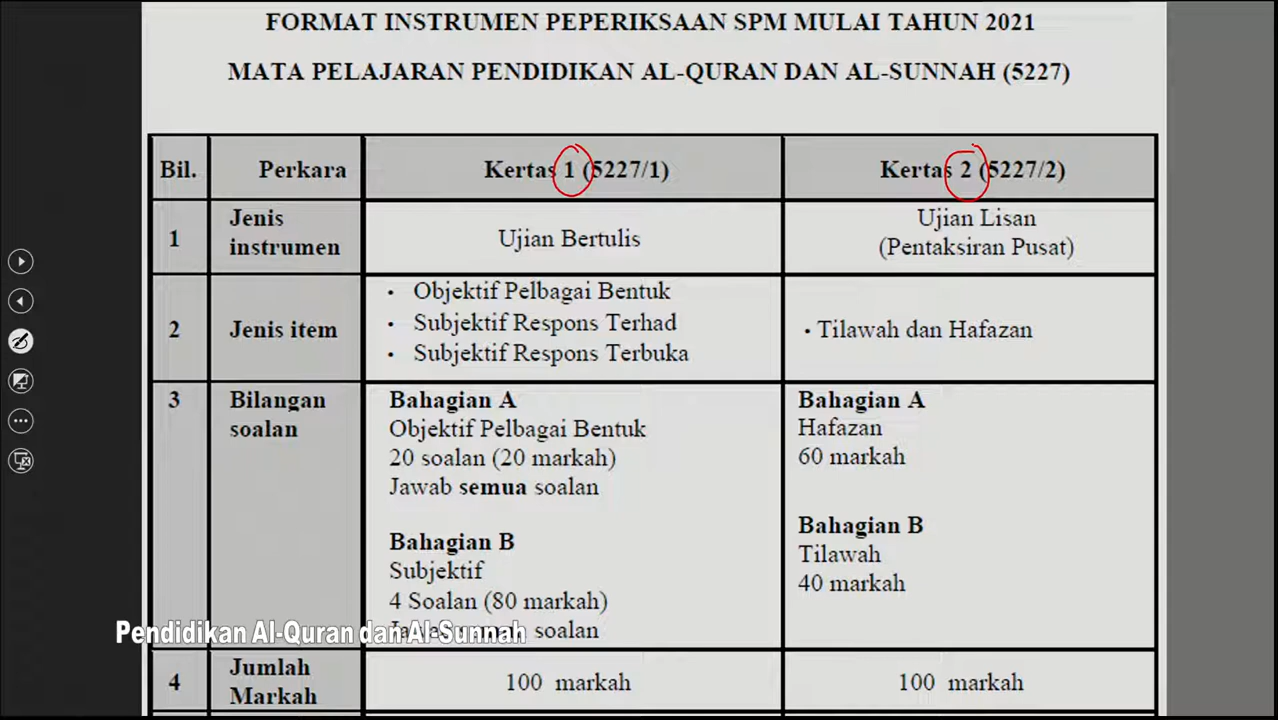 FORMAT INSTRUMEN PEPERIKSAAN SPM MULAI TAHUN 2021
MATA PELAJARAN PENDIDIKAN AL-QURAN DAN AL-SUNNAH (5227)
Bil. Perkara Kertas 1 (5227/1) Kertas 2 (5227/2)
1
Jenis
instrumen
Ujian Bertulis
Ujian Lisan
(Pentaksiran Pusat)
2
Jenis item
• Objektif Pelbagai Bentuk
• Subjektif Respons Terhad
• Subjektif Respons Terbuka
• Tilawah dan Hafazan
3
Bilangan
soalan
Bahagian A
Objektif Pelbagai Bentuk
20 soalan (20 markah)
Jawab semua soalan
Bahagian B
Subjektif
4 Soalan (80 markah)
soalan
Bahagian A
Hafazan
60 markah
Bahagian B
Tilawah
40 markah
Pendidikan Al-Quran dan Al-Sunnah
4
Jumlah
Markah
100 markah
100 markah